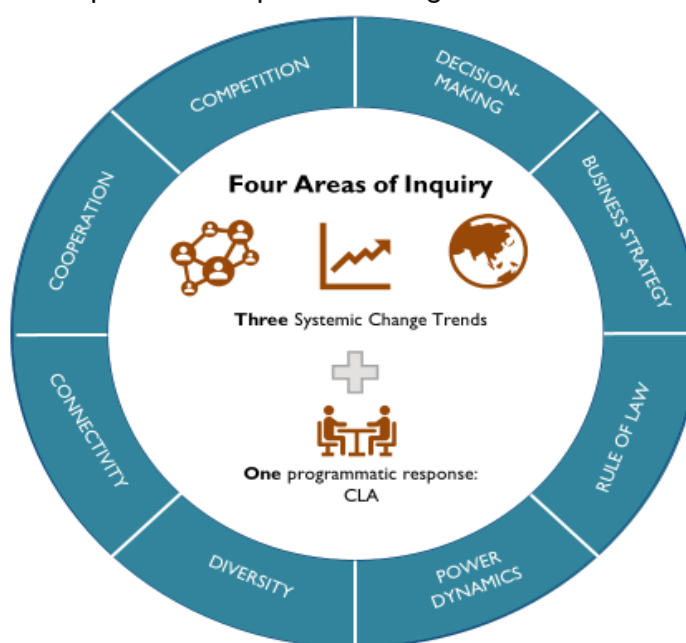 COMPETITION
DECISION-
MAKING
BUSINESS STRATEGY
RULE OF LAW
POWER
DYNAMICS
DIVERSITY
CONNECTIVITY
COOPERATION
Four Areas of Inquiry
Three Systemic Change Trends
One programmatic response:
CLA